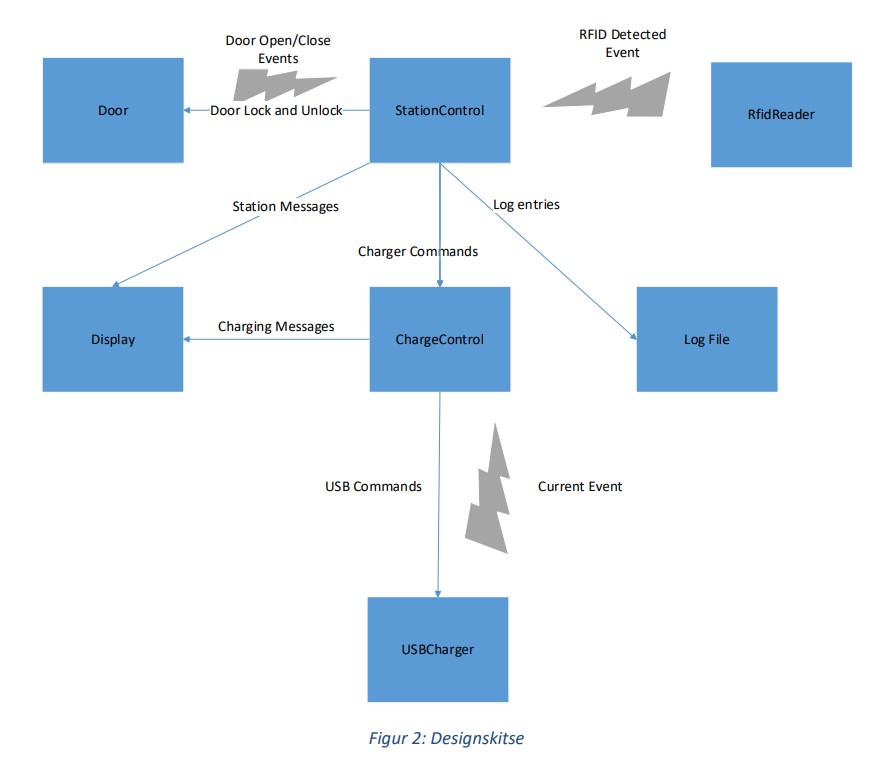 Door Open/Close
Events
RFID Detected
Event
Door
Door Lock and Unlock
StationControl
RfidReader
Station Messages
Log entries
Charger Commands
Display
Charging Messages
ChargeControl
Log File
USB Commands
Current Event
USBCharger
Figur 2: Designskitse